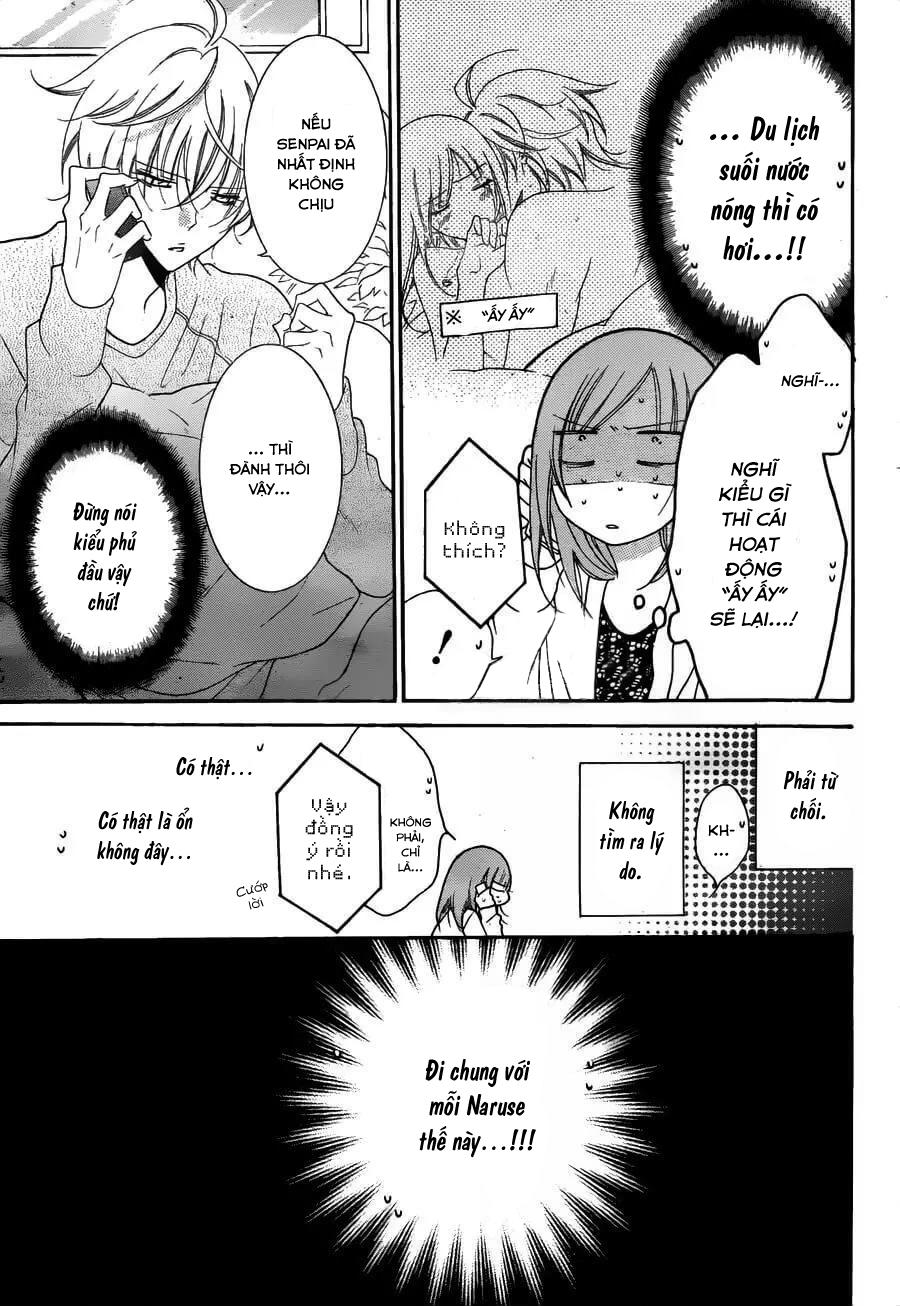 ... Du lịch
suối nước
nóng thì có
hơi...!!
※ "ẤY ẤY"
NGHĨ-...
NGHĨ
KIỂU GÌ
THÌ CÁI
HOẠT
ĐỘNG
"ẤY ẤY"
SẼ LẠI...!
Không
thích?
!
NẾU
SENPAI ĐÃ
NHẤT ĐỊNH
KHÔNG
CHỊU
... THÌ
ĐÀNH THÔI
VẬY...
Đừng nói
kiểu phủ
đầu vậy
chứ!
Phải từ
chối.
KH-
...
Không
tìm ra lý
do.
KHÔNG
PHẢI,
CHỈ
LÀ...
Vậy
đồng
ý rồi
nhé.
Cướp
lời
Có thật...
Có thật là ổn
không đây...
Đi chung với
mỗi Naruse
thế này...!!!